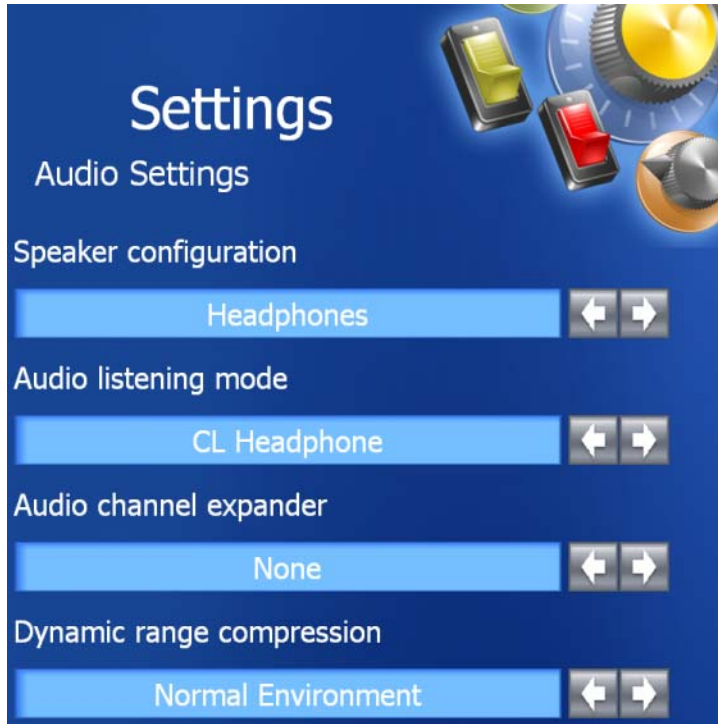 Settings
Audio Settings
Speaker configuration
Headphones
Audio listening mode
CL Headphone
Audio channel expander
None
Dynamic range compression
Normal Environment